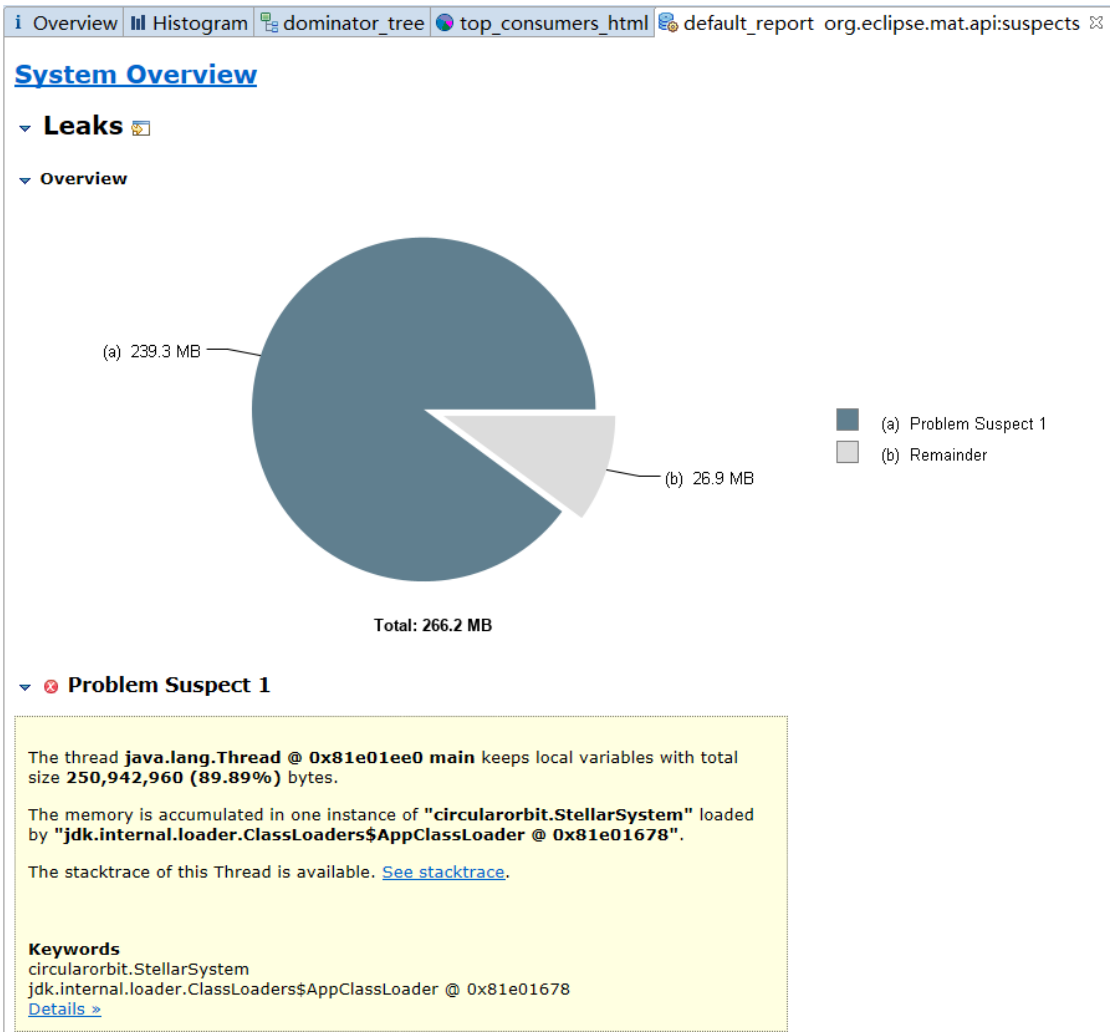 Overview Histogram dominator_tree top_consumers_html default_report org.eclipse.mat.api:suspects
System Overview
Leaks
Overview
(a) 239.3 MB
(a) Problem Suspect 1
(b) Remainder
(b) 26.9 MB
Total: 266.2 MB
Problem Suspect 1
The thread java.lang.Thread @ 0x81e01ee0 main keeps local variables with total
size 250,942,960 (89.89%) bytes.
The memory is accumulated in one instance of "circularorbit.StellarSystem" loaded
by "jdk.internal.loader.ClassLoaders$AppClassLoader @ 0x81e01678".
The stacktrace of this Thread is available. See stacktrace.
Keywords
circularorbit.StellarSystem
jdk.internal.loader.ClassLoaders$AppClassLoader @ 0x81e01678
Details »